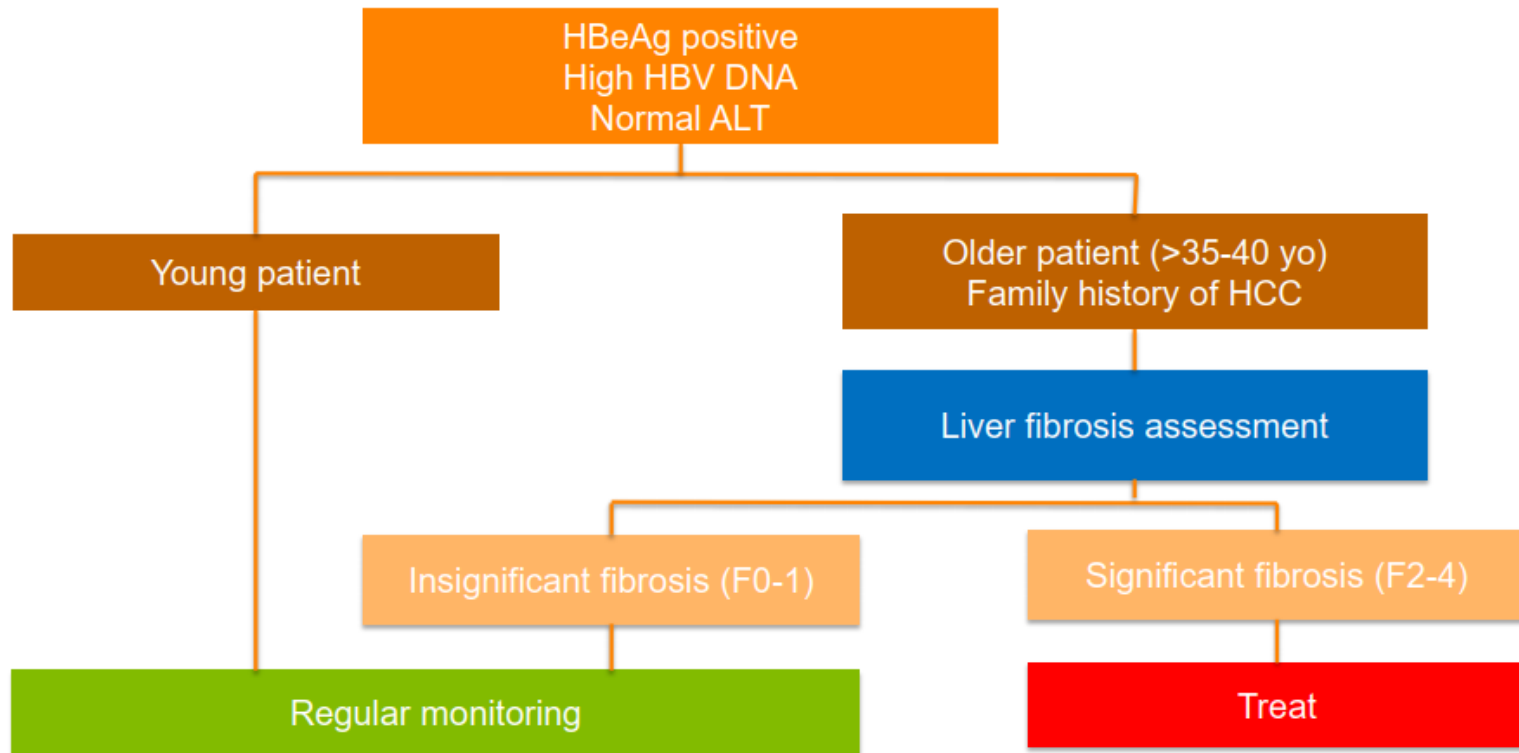 HBeAg positive
High HBV DNA
Normal ALT
Young patient
Older patient (>35-40 yo)
Family history of HCC
Liver fibrosis assessment
Insignificant fibrosis (F0-1)
Significant fibrosis (F2-4)
Regular monitoring
Treat